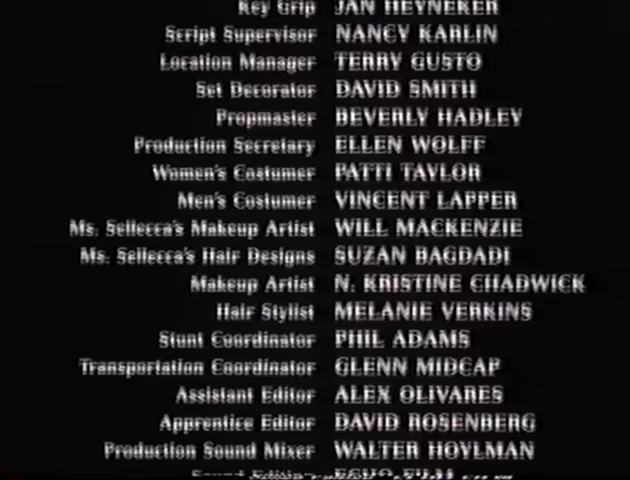 Key Grip JAN HEYNEKER
Script Supervisor NANCY KARLIN
Location Manager TERRY GUSTO
Set Decorator DAVID SMITH
Propmaster BEVERLY HADLEY
Production Secretary ELLEN WOLFF
Women's Costumer PATTI TAYLOR
Men's Costumer VINCENT LAPPER
Ms. Sellecca's Makeup Artist WILL MACKENZIE
Ms. Sellecca's Hair Designs SUZAN BAGDADI
Makeup Artist N. KRISTINE CHADWICK
Hair Stylist MELANIE VERKINS
Stunt Coordinator PHIL ADAMS
Transportation Coordinator GLENN MIDCAP
Assistant Editor ALEX OLIVARES
Apprentice Editor DAVID ROSENBERG
Production Sound Mixer WALTER HOYLMAN